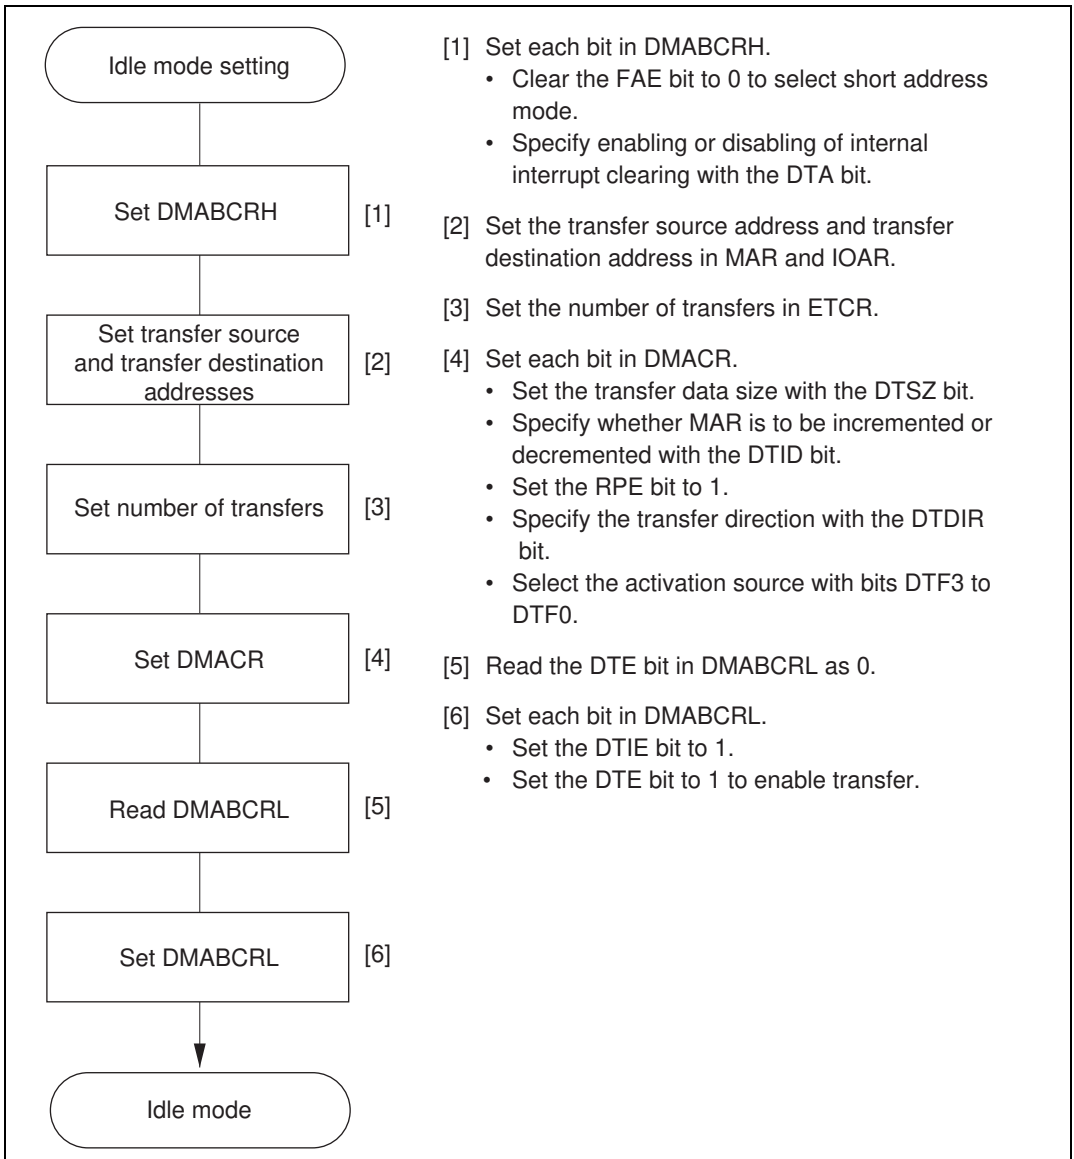 Idle mode setting
Set DMABCRH
[1]
Set transfer source
and transfer destination
addresses
[2]
Set number of transfers
[3]
Set DMACR
[4]
Read DMABCRL
[5]
Set DMABCRL
[6]
Idle mode
[1] Set each bit in DMABCRH.
• Clear the FAE bit to 0 to select short address
mode.
• Specify enabling or disabling of internal
interrupt clearing with the DTA bit.
[2] Set the transfer source address and transfer
destination address in MAR and IOAR.
[3] Set the number of transfers in ETCR.
[4] Set each bit in DMACR.
• Set the transfer data size with the DTSZ bit.
• Specify whether MAR is to be incremented or
decremented with the DTID bit.
• Set the RPE bit to 1.
• Specify the transfer direction with the DTDIR
bit.
• Select the activation source with bits DTF3 to
DTF0.
[5] Read the DTE bit in DMABCRL as 0.
[6] Set each bit in DMABCRL.
• Set the DTIE bit to 1.
• Set the DTE bit to 1 to enable transfer.